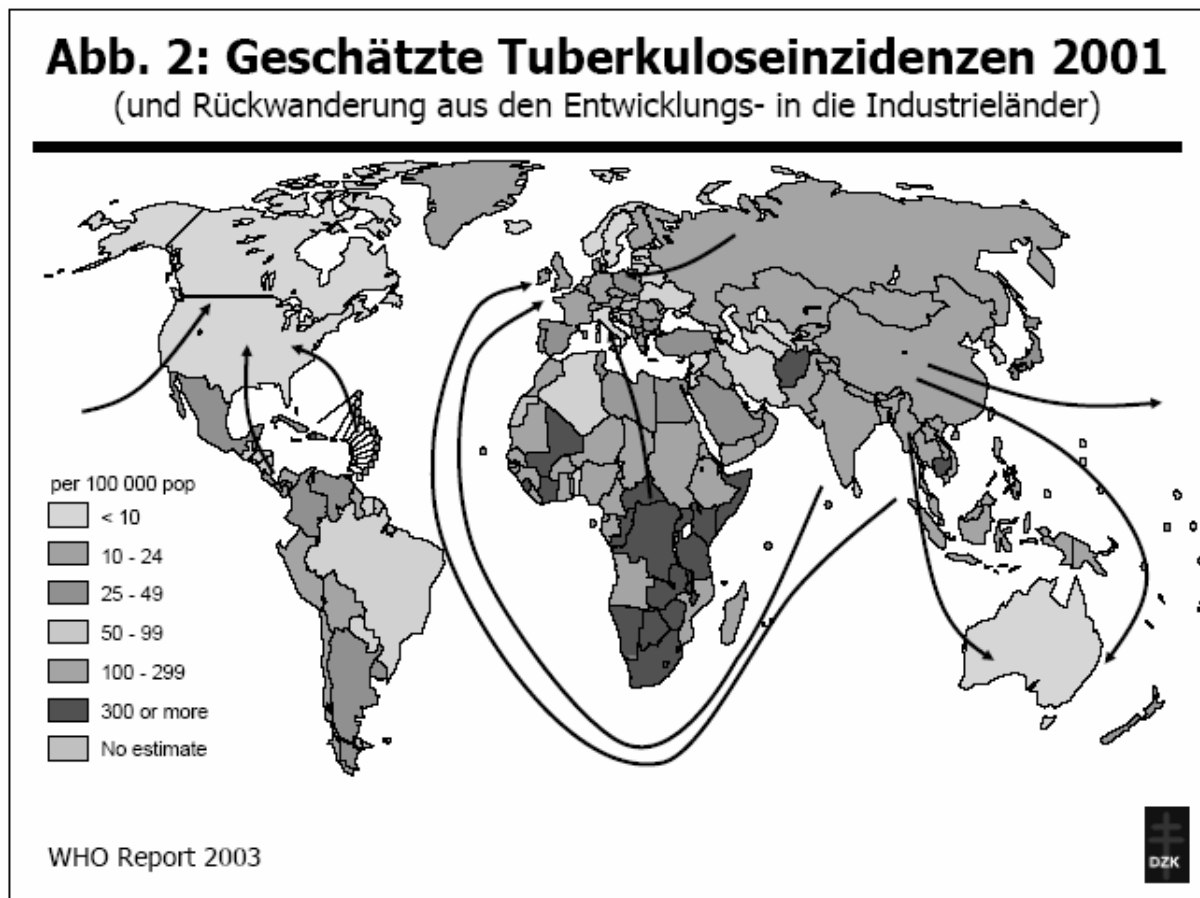 Abb. 2: Geschätzte Tuberkuloseinzidenzen 2001
(und Rückwanderung aus den Entwicklungs- in die Industrieländer)
per 100 000 pop
< 10
10 - 24
25 - 49
50 - 99
100 - 299
300 or more
No estimate
WHO Report 2003
DZK